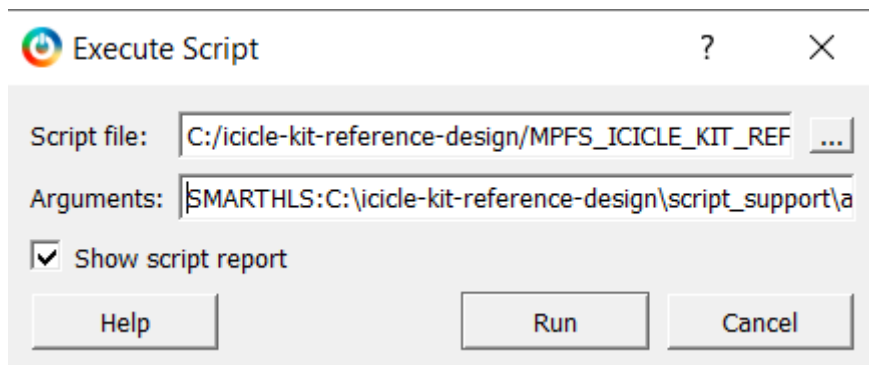 Execute Script ? ×
Script file: C:/icicle-kit-reference-design/MPFS_ICICLE_KIT_REF ...
Arguments: SMARTHLS:C:\icicle-kit-reference-design\script_support\a
Show script report
Help Run Cancel